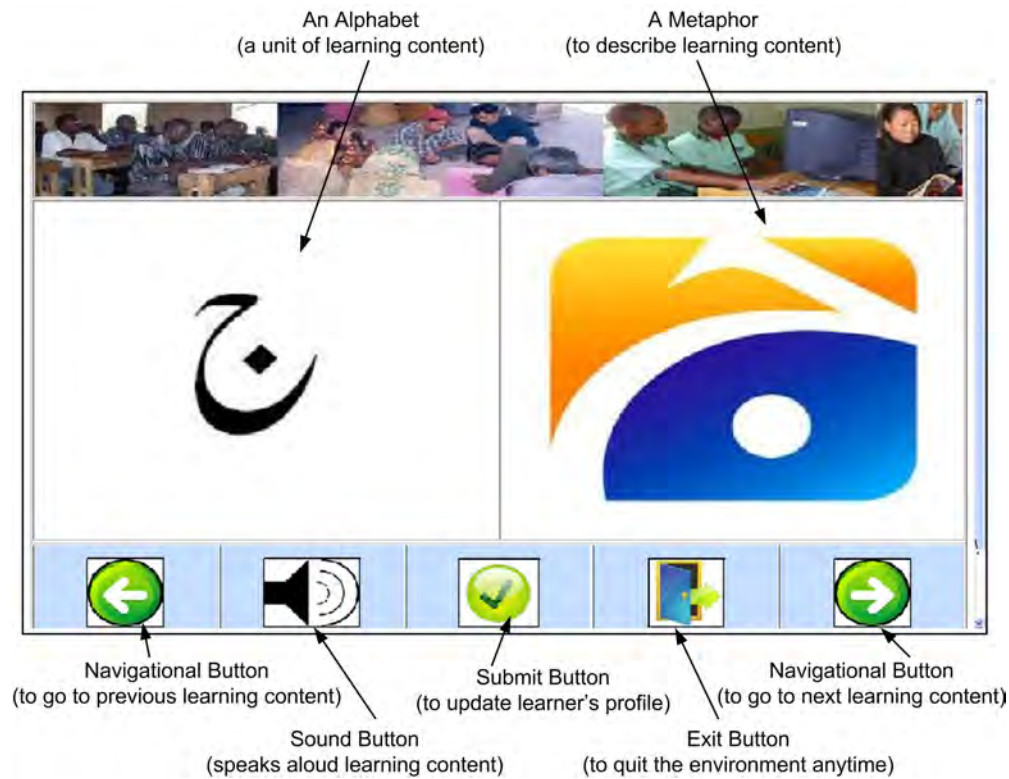 An Alphabet
(a unit of learning content)
A Metaphor
(to describe learning content)
ج
Navigational Button
(to go to previous learning content)
Sound Button
(speaks aloud learning content)
Submit Button
(to update learner's profile)
Exit Button
(to quit the environment anytime)
Navigational Button
(to go to next learning content)